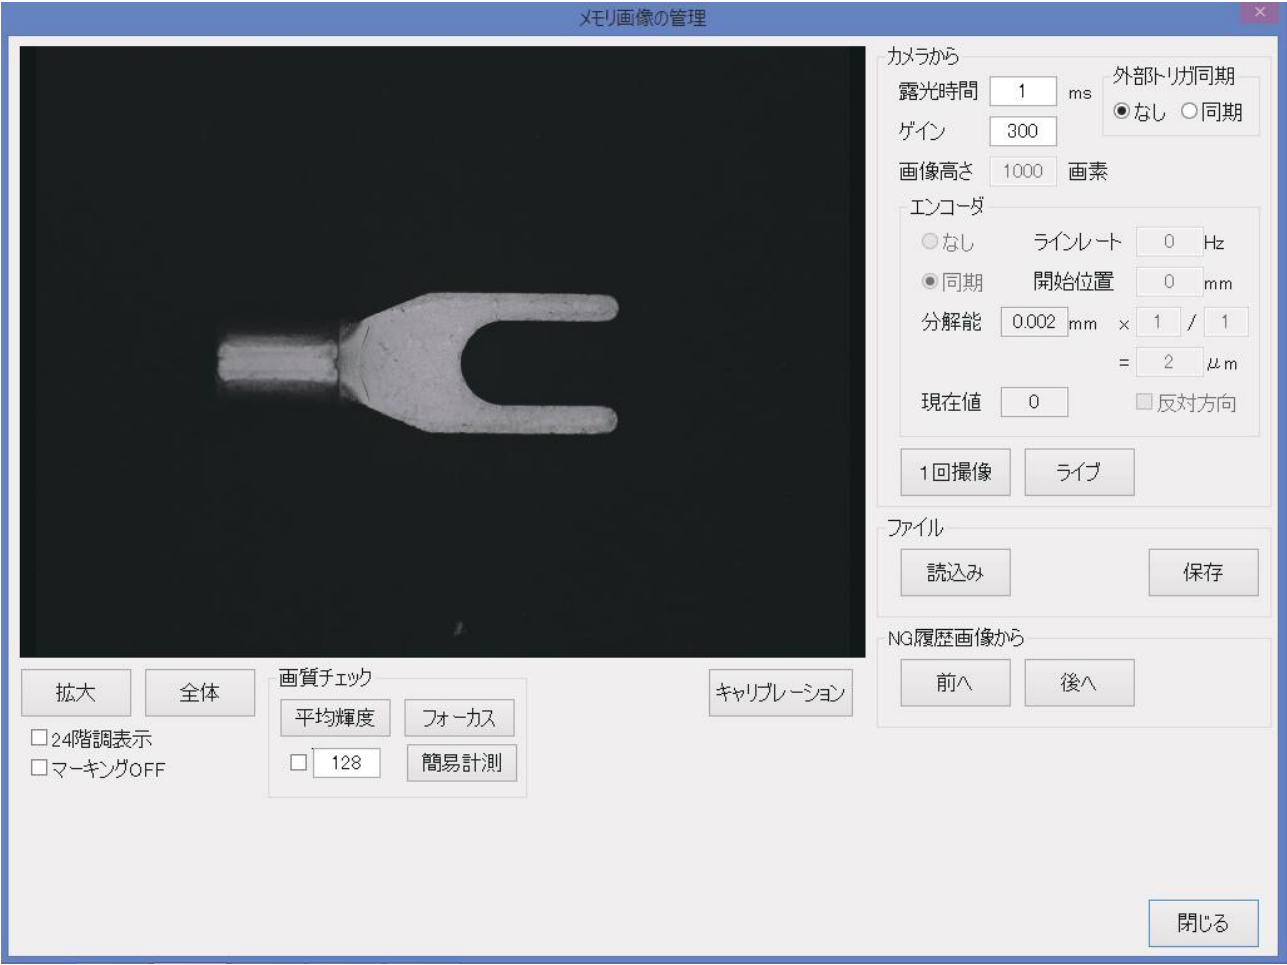 メモリ画像の管理
カメラから
露光時間 1 ms
外部トリガ同期
なし 同期
ゲイン 300
画像高さ 1000 画素
エンコーダ
なし ラインレート 0 Hz
同期 開始位置 0 mm
分解能 0.002 mm × 1 / 1
= 2 μm
現在値 0 反対方向
1回撮像 ライブ
ファイル
読込み 保存
NG履歴画像から
前へ 後へ
拡大 全体
24階調表示
マーキングOFF
画質チェック
平均輝度 フォーカス
128 簡易計測
キャリブレーション
閉じる